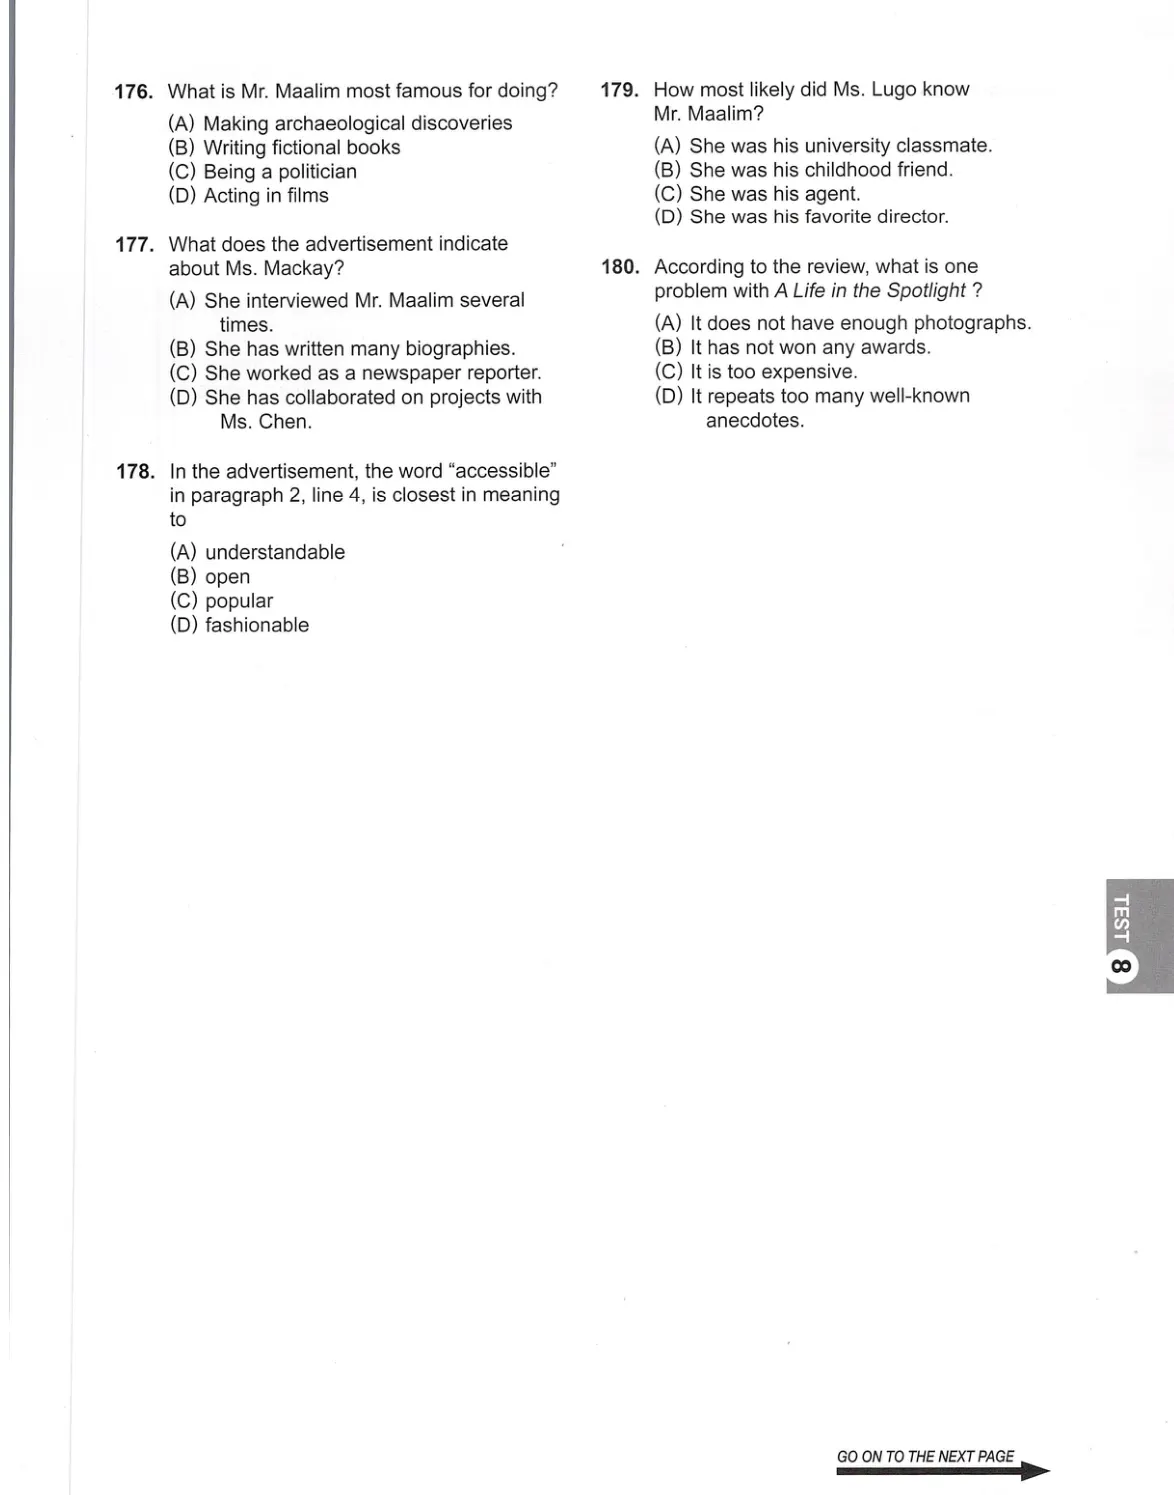 176. What is Mr. Maalim most famous for doing?
(A) Making archaeological discoveries
(B) Writing fictional books
(C) Being a politician
(D) Acting in films
177. What does the advertisement indicate
about Ms. Mackay?
(A) She interviewed Mr. Maalim several
times.
(B) She has written many biographies.
(C) She worked as a newspaper reporter.
(D) She has collaborated on projects with
Ms. Chen.
178. In the advertisement, the word “accessible”
in paragraph 2, line 4, is closest in meaning
to
(A) understandable
(B) open
(C) popular
(D) fashionable
179. How most likely did Ms. Lugo know
Mr. Maalim?
(A) She was his university classmate.
(B) She was his childhood friend.
(C) She was his agent.
(D) She was his favorite director.
180. According to the review, what is one
problem with A Life in the Spotlight ?
(A) It does not have enough photographs.
(B) It has not won any awards.
(C) It is too expensive.
(D) It repeats too many well-known
anecdotes.
TEST 8
GO ON TO THE NEXT PAGE